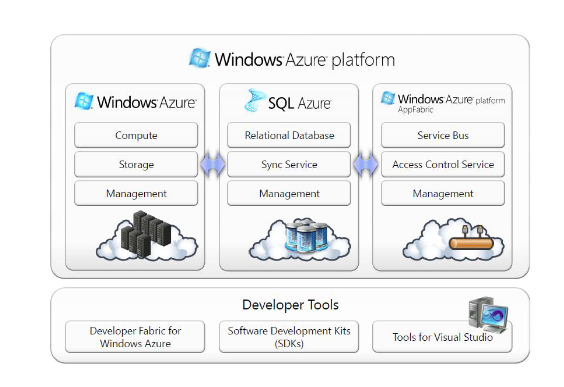 Windows Azure platform
Windows Azure
SQL Azure
Windows Azure platform
AppFabric
Compute
Relational Database
Service Bus
Storage
Sync Service
Access Control Service
Management
Management
Management
Developer Tools
Developer Fabric for
Windows Azure
Software Development Kits
(SDKs)
Tools for Visual Studio